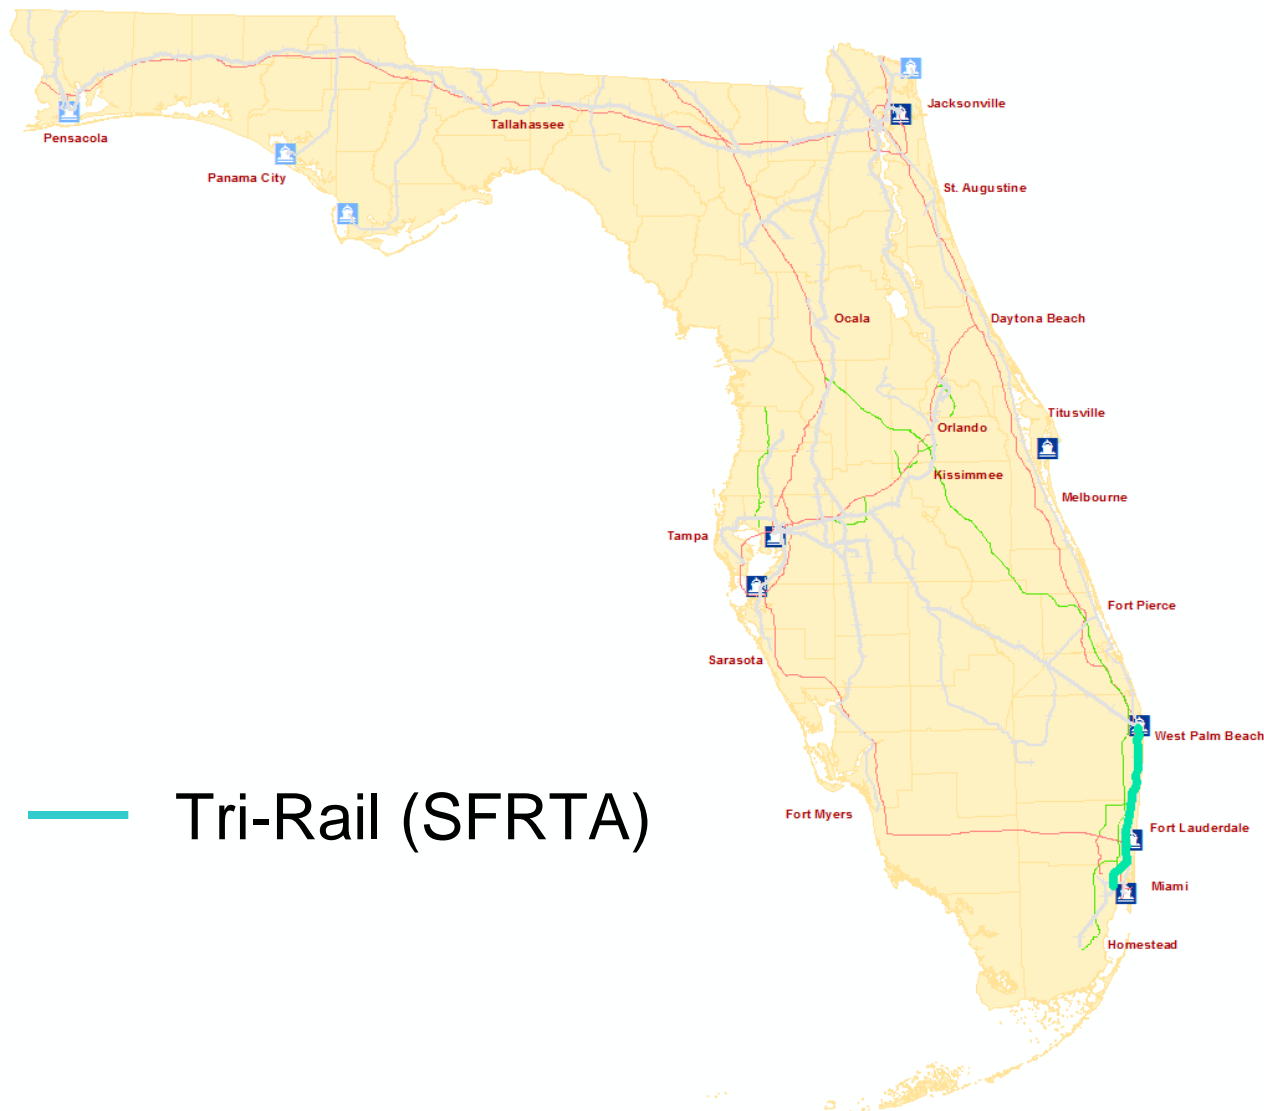 Jacksonville
Tallahassee
Pensacola
Panama City
St. Augustine
Ocala
Daytona Beach
Titusville
Orlando
Kissimmee
Melbourne
Tampa
Fort Pierce
Sarasota
West Palm Beach
Tri-Rail (SFRTA)
Fort Myers
Fort Lauderdale
Miami
Homestead